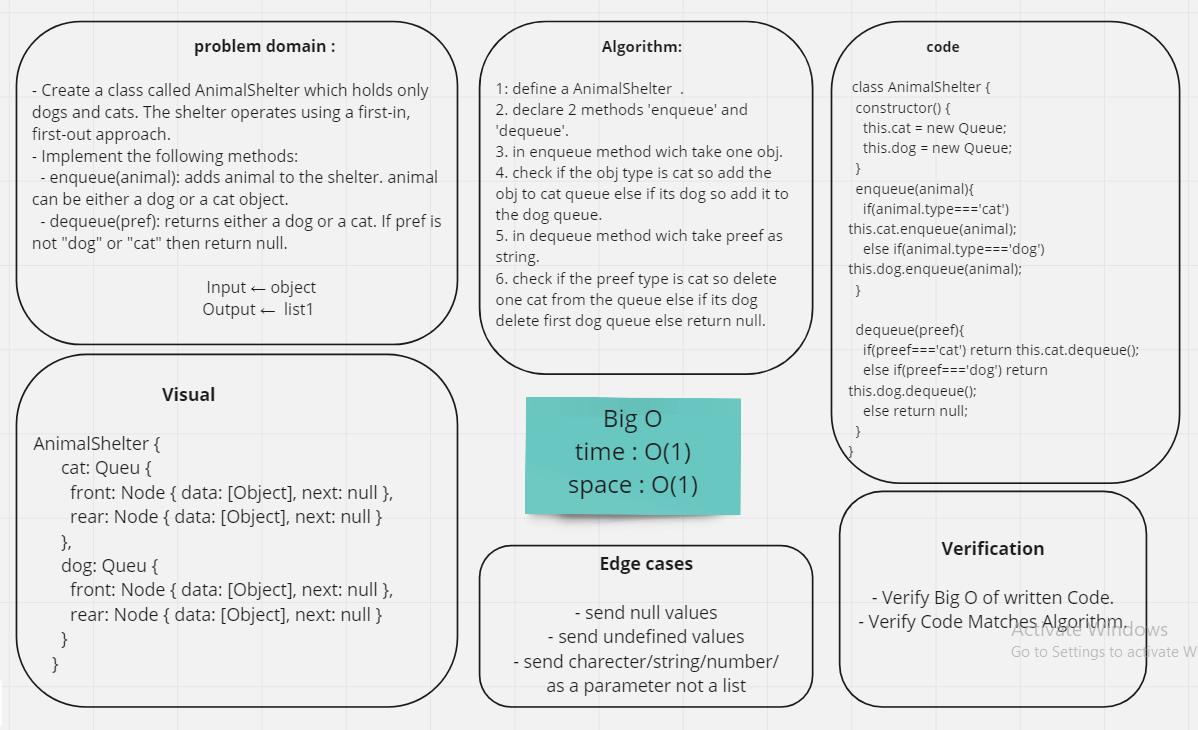 problem domain :
- Create a class called AnimalShelter which holds only
dogs and cats. The shelter operates using a first-in,
first-out approach.
- Implement the following methods:
- enqueue(animal): adds animal to the shelter. animal
can be either a dog or a cat object.
- dequeue(pref): returns either a dog or a cat. If pref is
not "dog" or "cat" then return null.
Input ← object
Output ← list1
Algorithm:
1: define a AnimalShelter .
2. declare 2 methods 'enqueue' and
'dequeue'.
3. in enqueue method wich take one obj.
4. check if the obj type is cat so add the
obj to cat queue else if its dog so add it to
the dog queue.
5. in dequeue method wich take preef as
string.
6. check if the preef type is cat so delete
one cat from the queue else if its dog
delete first dog queue else return null.
code
class AnimalShelter {
constructor() {
this.cat = new Queue;
this.dog = new Queue;
}
enqueue(animal){
if(animal.type==='cat')
this.cat.enqueue(animal);
else if(animal.type==='dog')
this.dog.enqueue(animal);
}
dequeue(preef){
if(preef==='cat') return this.cat.dequeue();
else if(preef==='dog') return
this.dog.dequeue();
else return null;
}
}
Visual
AnimalShelter {
cat: Queu {
front: Node { data: [Object], next: null },
rear: Node { data: [Object], next: null }
},
dog: Queu {
front: Node { data: [Object], next: null },
rear: Node { data: [Object], next: null }
}
}
Big O
time : O(1)
space : O(1)
Edge cases
- send null values
- send undefined values
- send charecter/string/number/
as a parameter not a list
Verification
- Verify Big O of written Code.
- Verify Code Matches Algorithm.
Activate Windows
Go to Settings to activate W